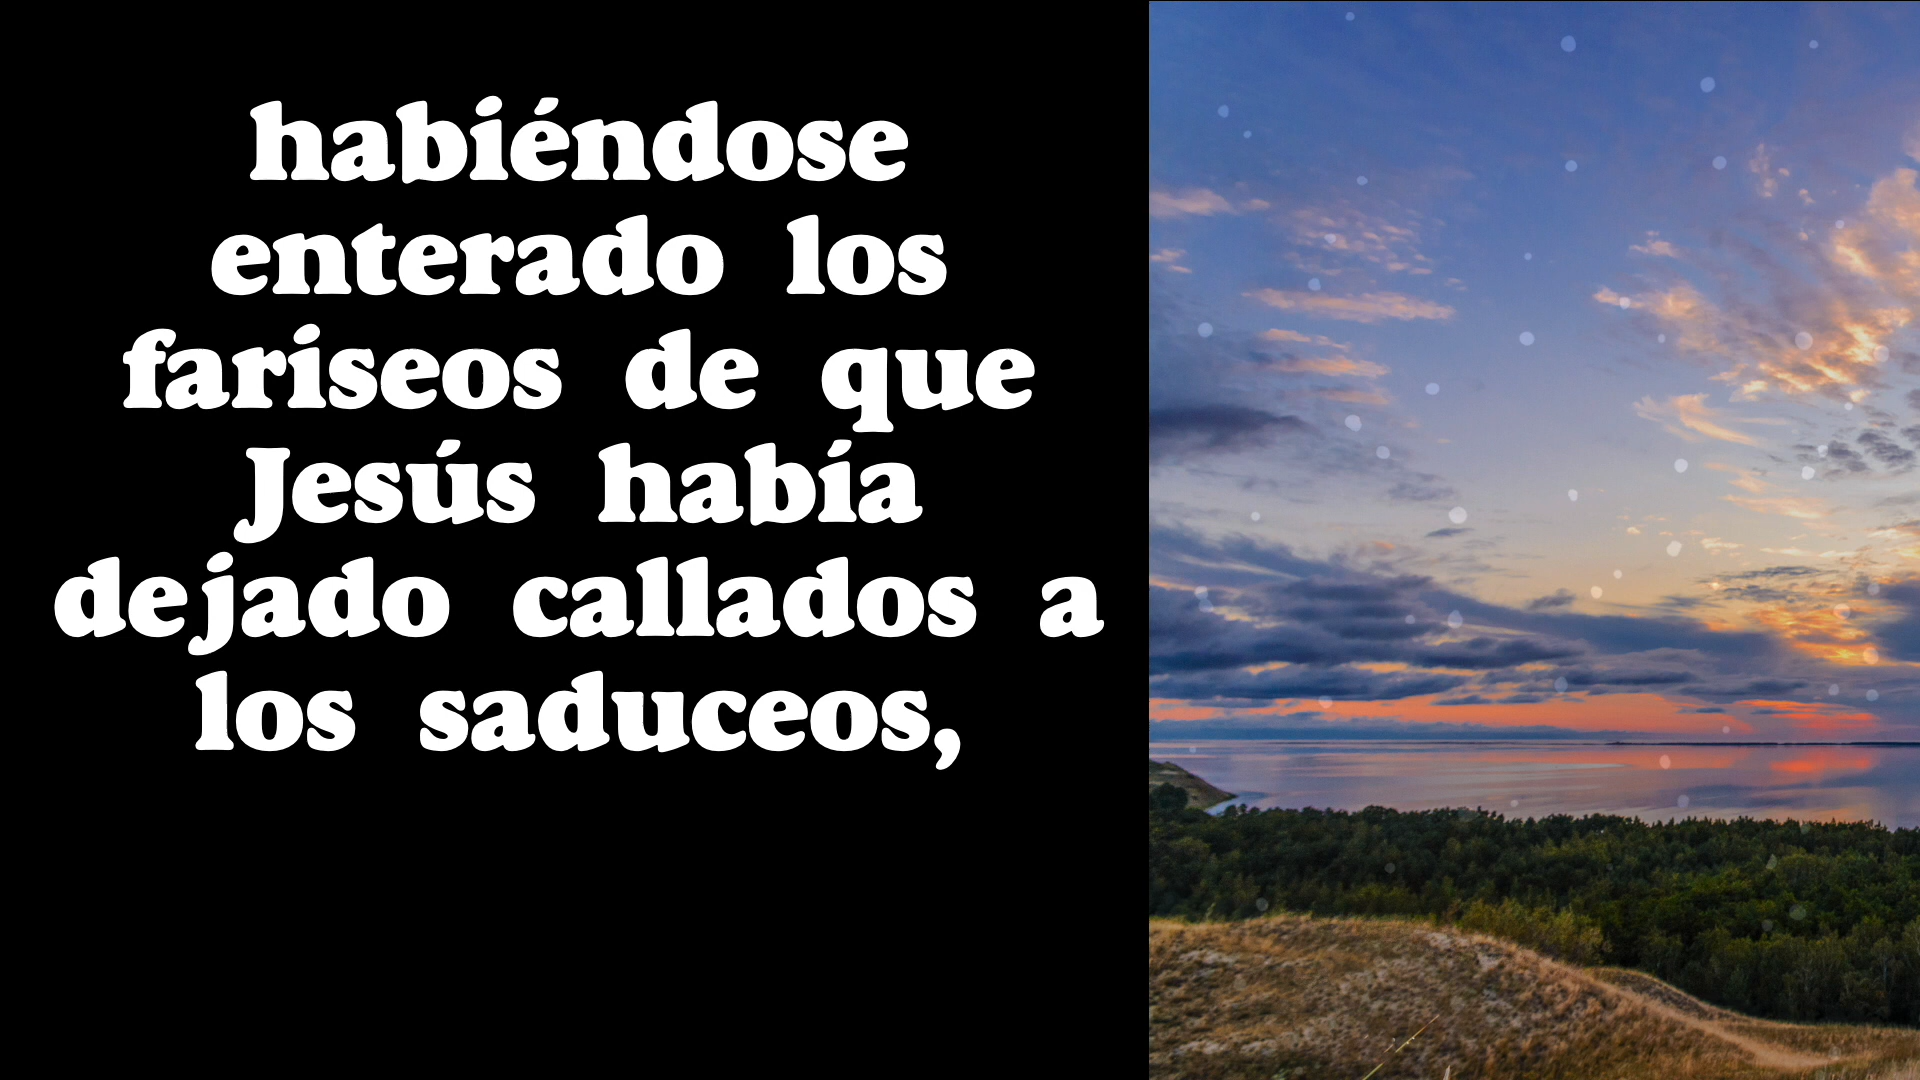 habiéndose
enterado los
fariseos de que
Jesús había
dejado callados a
los saduceos,